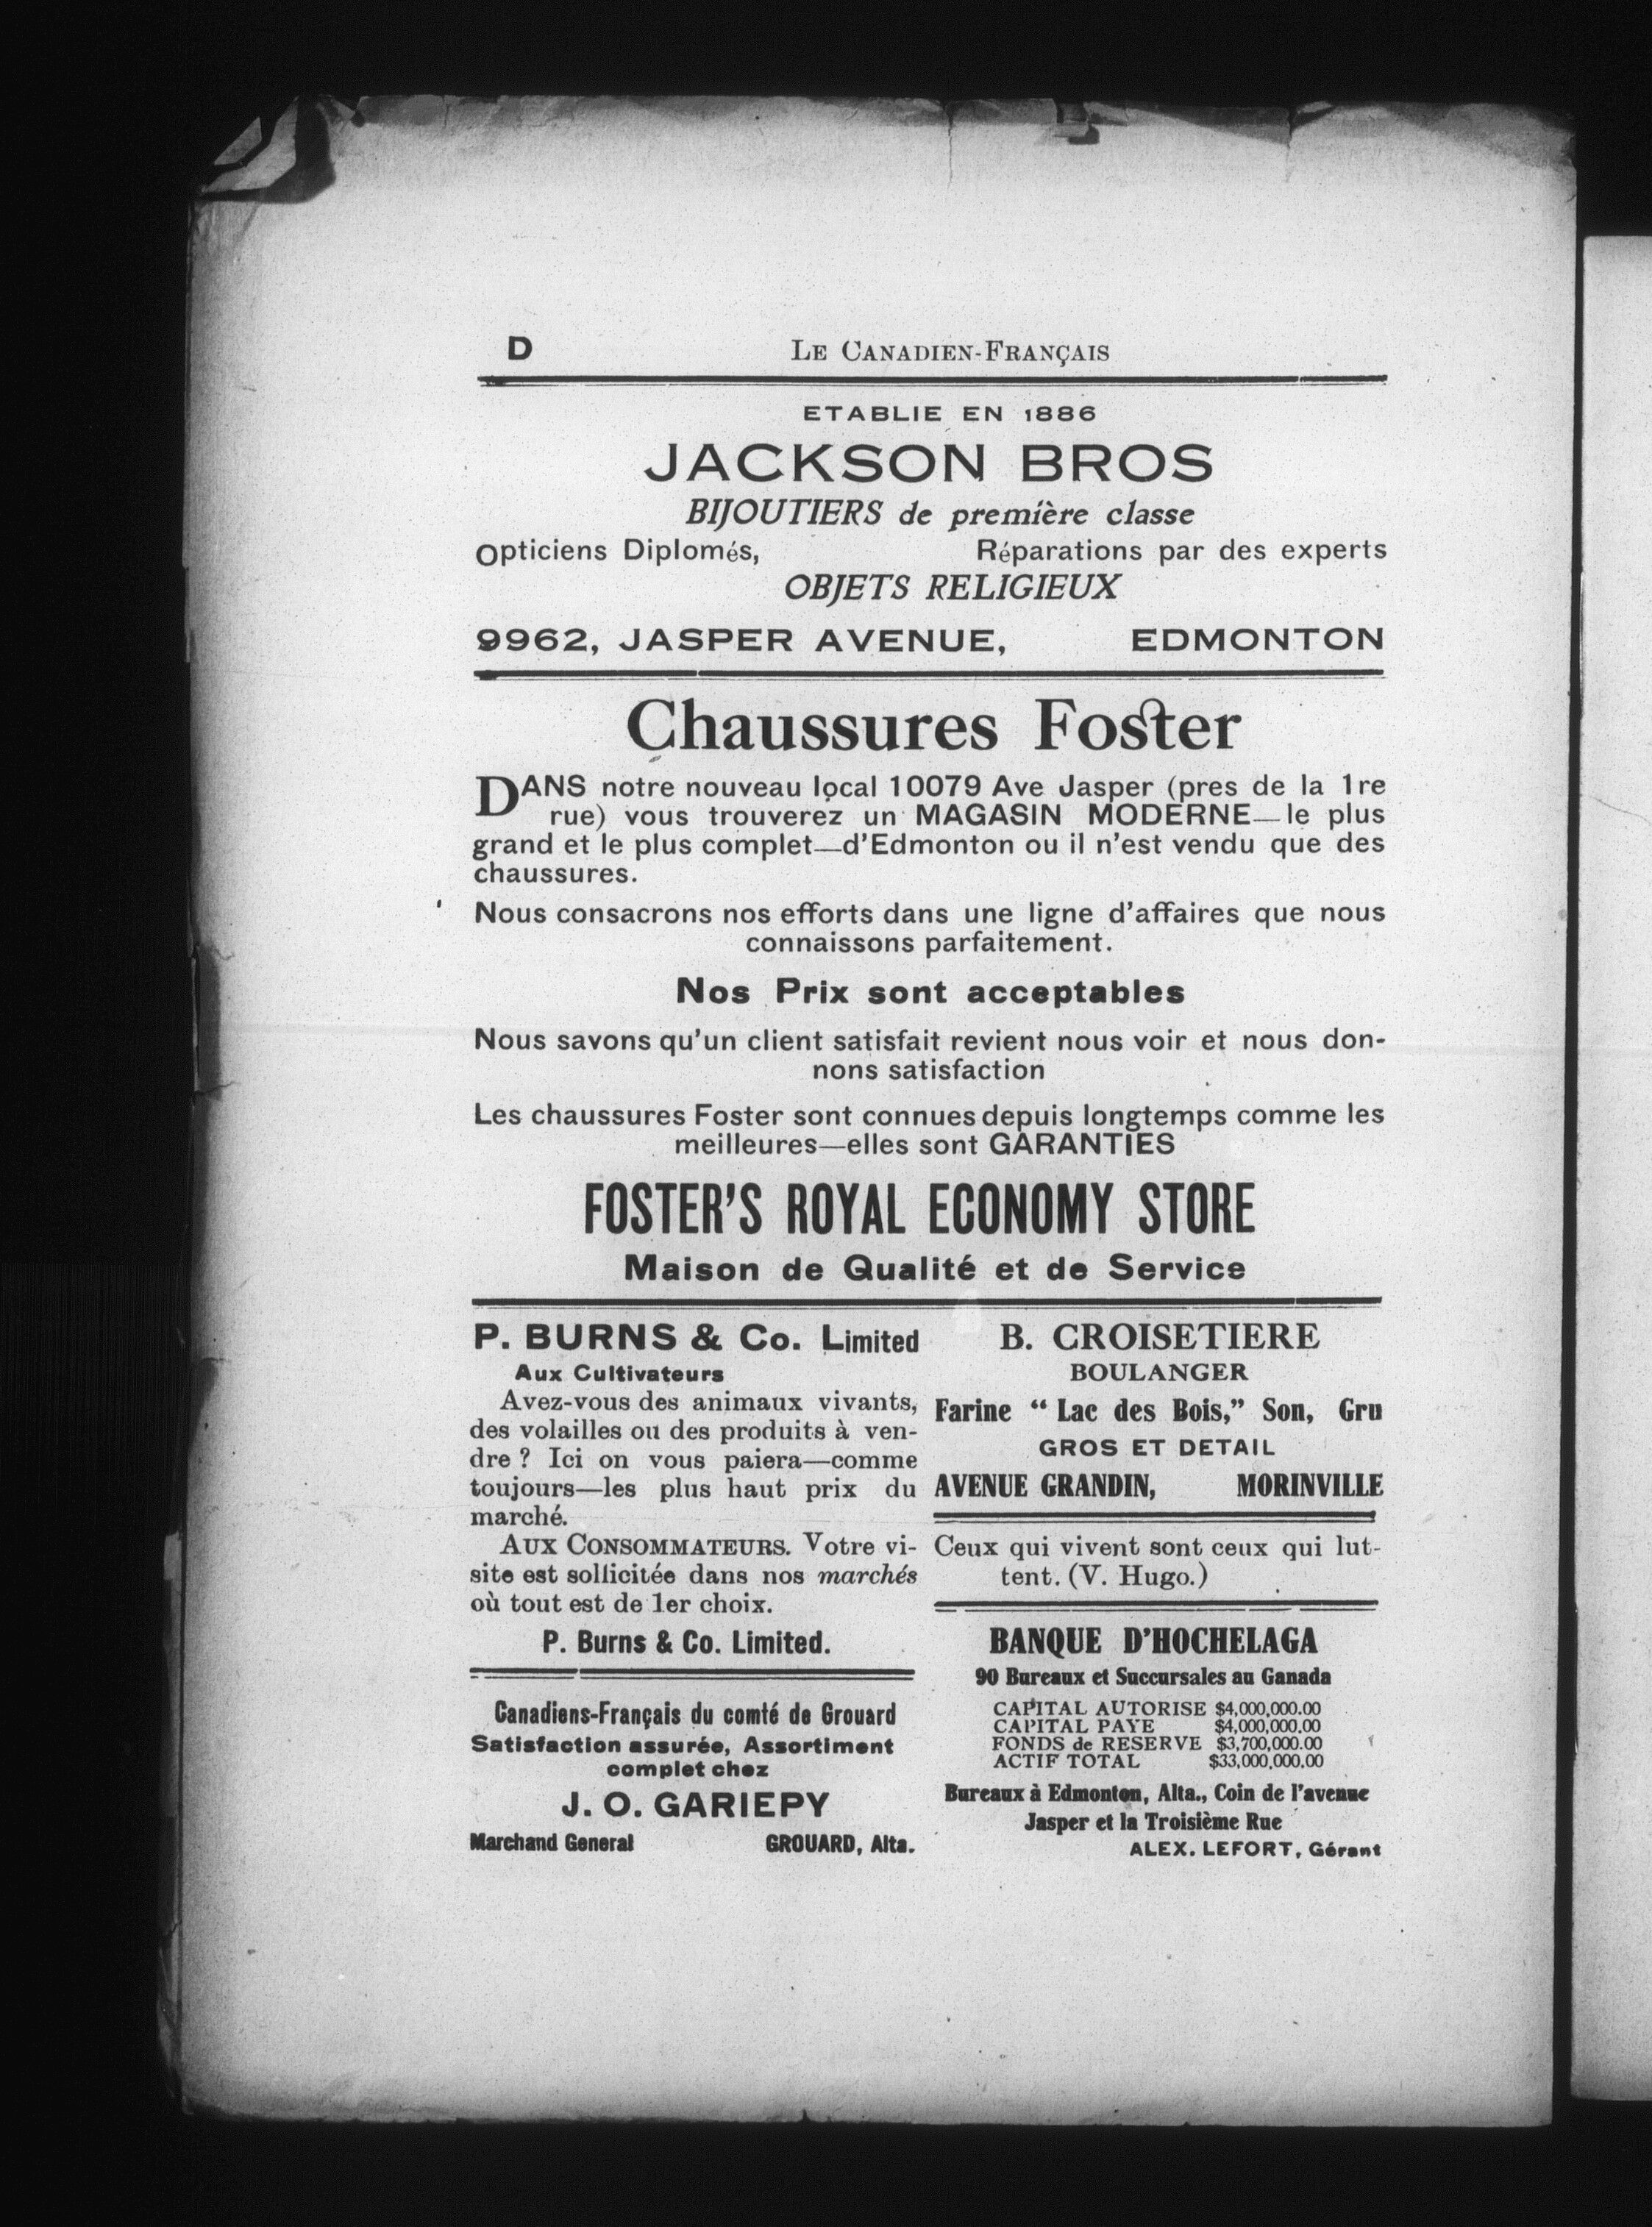 D
LE CANADIEN-FRANÇAIS
ETABLIE EN 1886
JACKSON BROS
BIJOUTIERS de première classe
Opticiens Diplomés, Réparations par des experts
OBJETS RELIGIEUX
9962, JASPER AVENUE, EDMONTON
Chaussures Foster
DANS notre nouveau local 10079 Ave Jasper (pres de la 1re
rue) vous trouverez un MAGASIN MODERNE—le plus
grand et le plus complet—d'Edmonton ou il n'est vendu que des
chaussures.
Nous consacrons nos efforts dans une ligne d'affaires que nous
connaissons parfaitement.
Nos Prix sont acceptables
Nous savons qu'un client satisfait revient nous voir et nous don-
nons satisfaction
Les chaussures Foster sont connues depuis longtemps comme les
meilleures—elles sont GARANTIES
FOSTER'S ROYAL ECONOMY STORE
Maison de Qualité et de Service
P. BURNS & Co. Limited
Aux Cultivateurs
Avez-vous des animaux vivants,
des volailles ou des produits à ven-
dre ? Ici on vous paiera—comme
toujours—les plus haut prix du
marché.
AUX CONSOMMATEURS. Votre vi-
site est sollicitée dans nos marchés
où tout est de 1er choix.
P. Burns & Co. Limited.
Canadiens-Français du comté de Grouard
Satisfaction assurée, Assortiment
complet chez
J. O. GARIEPY
Marchand General GROUARD, Alta.
B. CROISETIERE
BOULANGER
Farine " Lac des Bois," Son, Gru
GROS ET DETAIL
AVENUE GRANDIN, MORINVILLE
Ceux qui vivent sont ceux qui lut-
tent. (V. Hugo.)
BANQUE D'HOCHELAGA
90 Bureaux et Succursales au Ganada
CAPITAL AUTORISE $4,000,000.00
CAPITAL PAYE $4,000,000.00
FONDS de RESERVE $3,700,000.00
ACTIF TOTAL $33,000,000,00
Bureaux à Edmonton, Alta., Coin de l'avenue
Jasper et la Troisième Rue
ALEX. LEFORT, Gérant